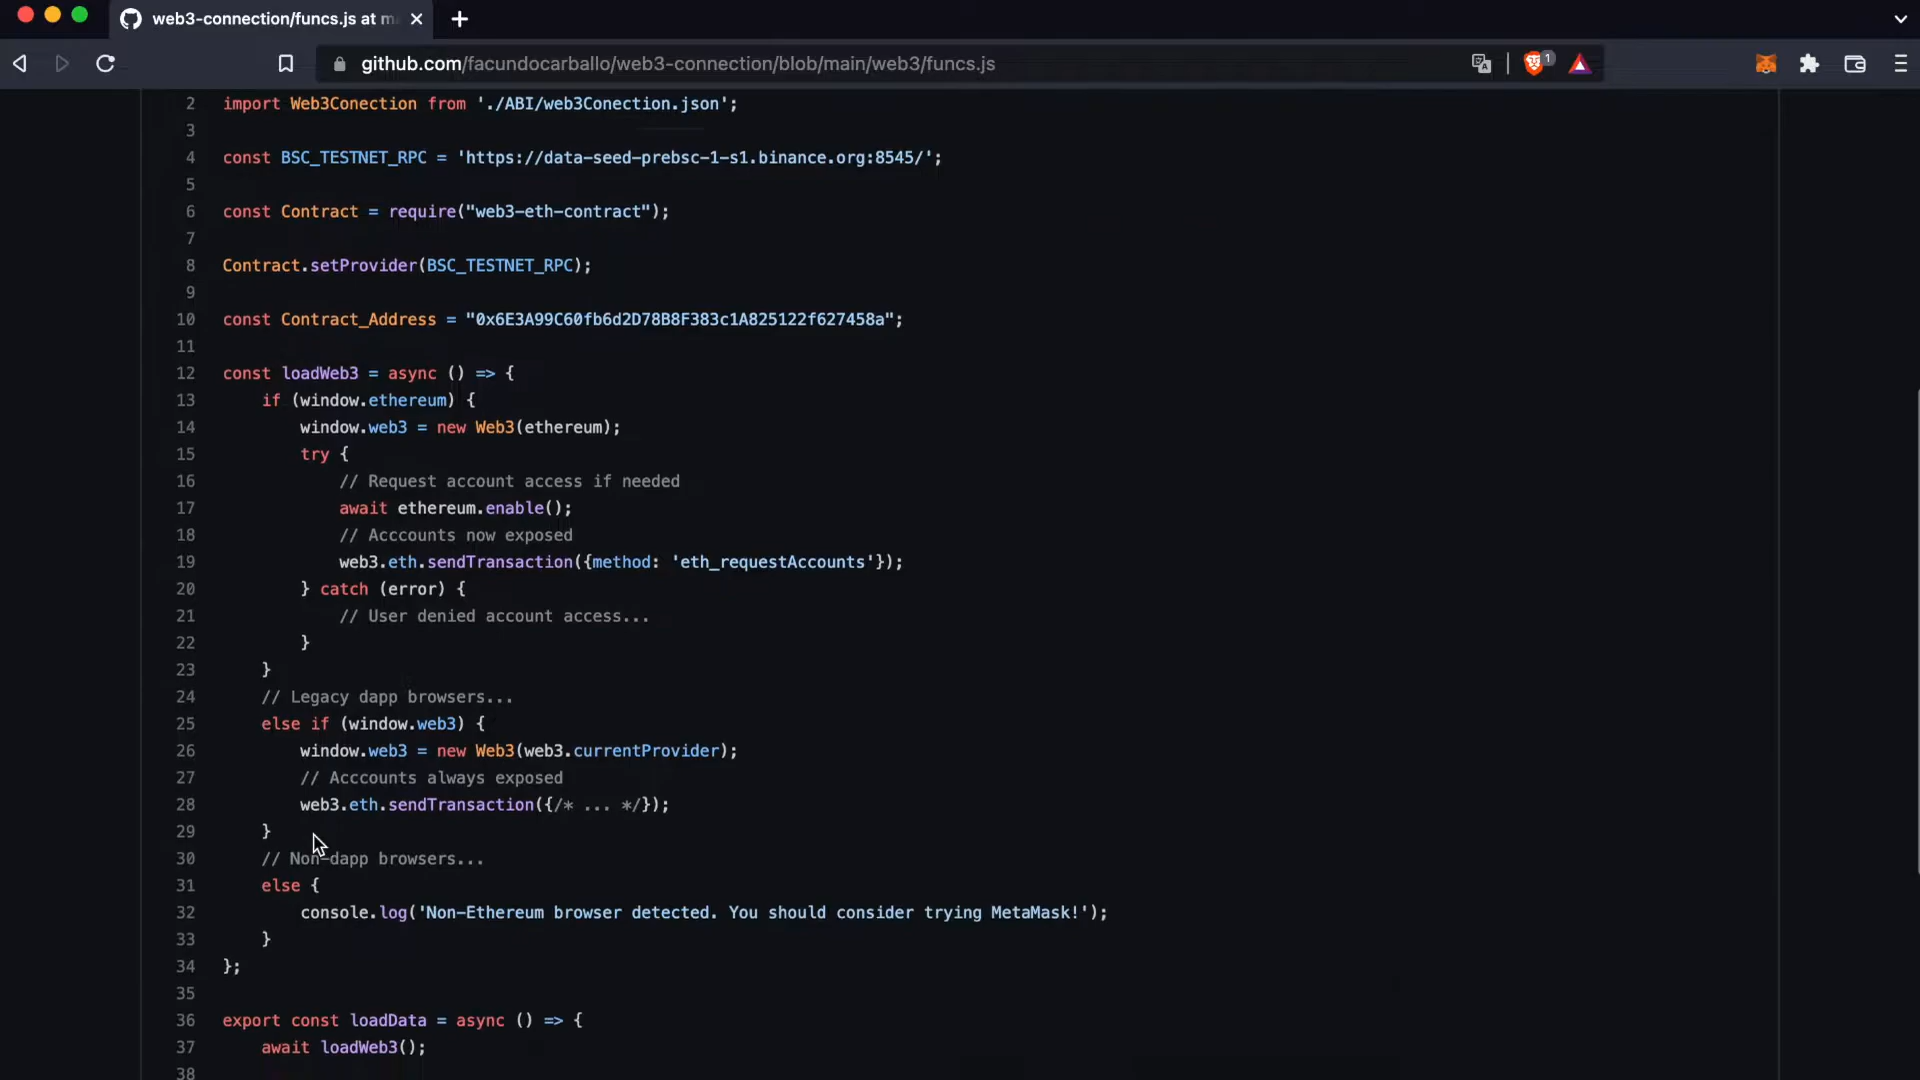 web3-connection/funcs.js at m
github.com/facundocarballo/web3-connection/blob/main/web3/funcs.js
1
2 import Web3Conection from './ABI/web3Conection.json';
3
4 const BSC_TESTNET_RPC = 'https://data-seed-prebsc-1-s1.binance.org:8545/';
5
6 const Contract = require("web3-eth-contract");
7
8 Contract.setProvider(BSC_TESTNET_RPC);
9
10 const Contract_Address = "0x6E3A99C60fb6d2D78B8F383c1A825122f627458a";
11
12 const loadWeb3 = async () => {
13 if (window.ethereum) {
14 window.web3 = new Web3(ethereum);
15 try {
16 // Request account access if needed
17 await ethereum.enable();
18 // Acccounts now exposed
19 web3.eth.sendTransaction({method: 'eth_requestAccounts'});
20 } catch (error) {
21 // User denied account access...
22 }
23 }
24 // Legacy dapp browsers...
25 else if (window.web3) {
26 window.web3 = new Web3(web3.currentProvider);
27 // Acccounts always exposed
28 web3.eth.sendTransaction({/* ... */});
29 }
30 // Non-dapp browsers...
31 else {
32 console.log('Non-Ethereum browser detected. You should consider trying MetaMask!');
33 }
34 };
35
36 export const loadData = async () => {
37 await loadWeb3();
38